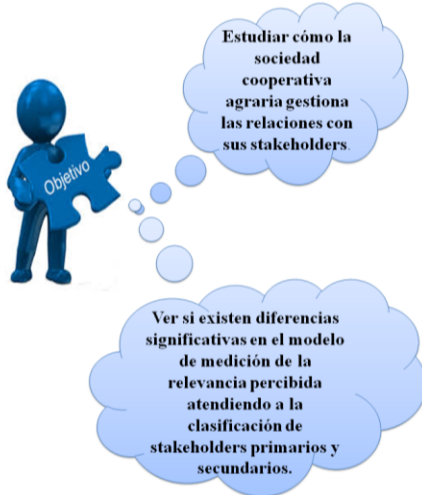 Estudiar cómo la
sociedad
cooperativa
agraria gestiona
las relaciones con
sus stakeholders.
Objetivo
Ver si existen diferencias
significativas en el modelo
de medición de la
relevancia percibida
atendiendo a la
clasificación de
stakeholders primarios y
secundarios.